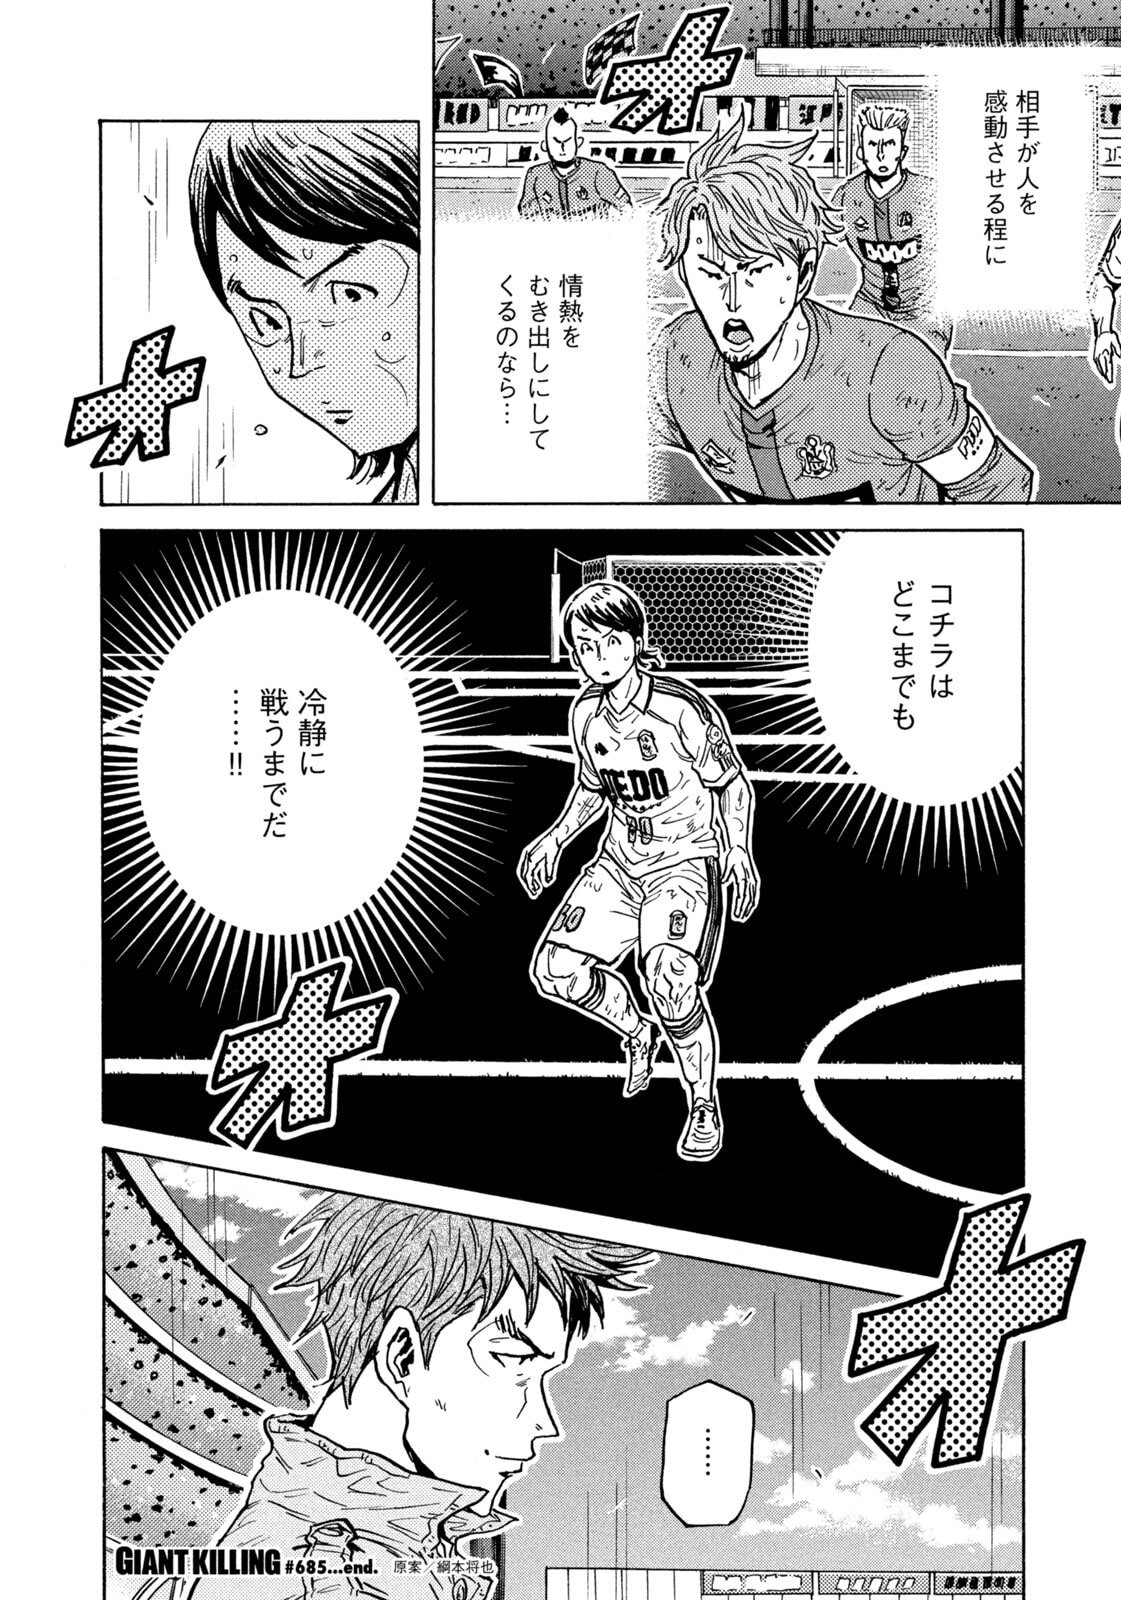 相手が人を
感動させる程に
情熱を
むき出しにして
くるのなら…
オ
オ
コチラは
どこまでも
冷静に
戦うまでだ
……!!
EDO
オ
オ
……
GIANT KILLING #685...end. 原案／綱本将也